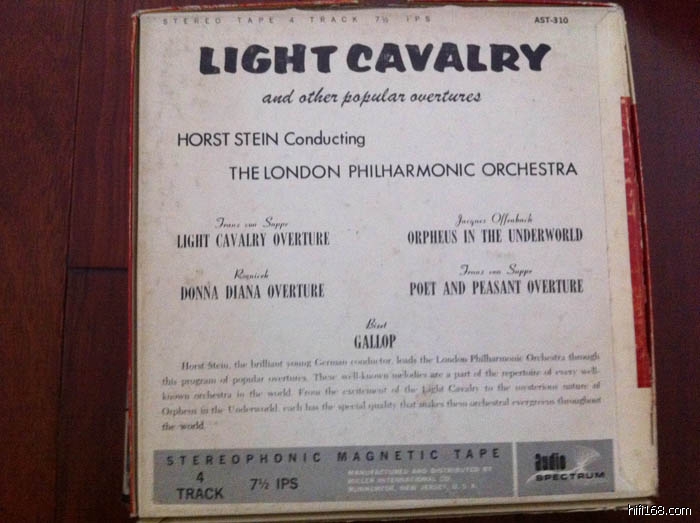 STEREO TAPE 4 TRACK 7½ IPS
AST-310
LIGHT CAVALRY
and other popular overtures
HORST STEIN Conducting
THE LONDON PHILHARMONIC ORCHESTRA
Franz von Suppe
LIGHT CAVALRY OVERTURE
Jacques Offenbach
ORPHEUS IN THE UNDERWORLD
Reznicek
DONNA DIANA OVERTURE
Franz von Suppe
POET AND PEASANT OVERTURE
Bizet
GALLOP
Horst Stein, the brilliant young German conductor, leads the London Philharmonic Orchestra through
this program of popular overtures. These well-known melodies are a part of the repertoire of every well-
known orchestra in the world. From the excitement of the Light Cavalry to the mysterious nature of
Orpheus in the Underworld, each has the special quality that makes them orchestral evergreens throughout
the world.
STEREOPHONIC MAGNETIC TAPE
4
TRACK
7½ IPS
MANUFACTURED AND DISTRIBUTED BY
MILLER INTERNATIONAL CO.
NEW JERSEY, U.S.A.
audio
SPECTRUM
hifi168.com